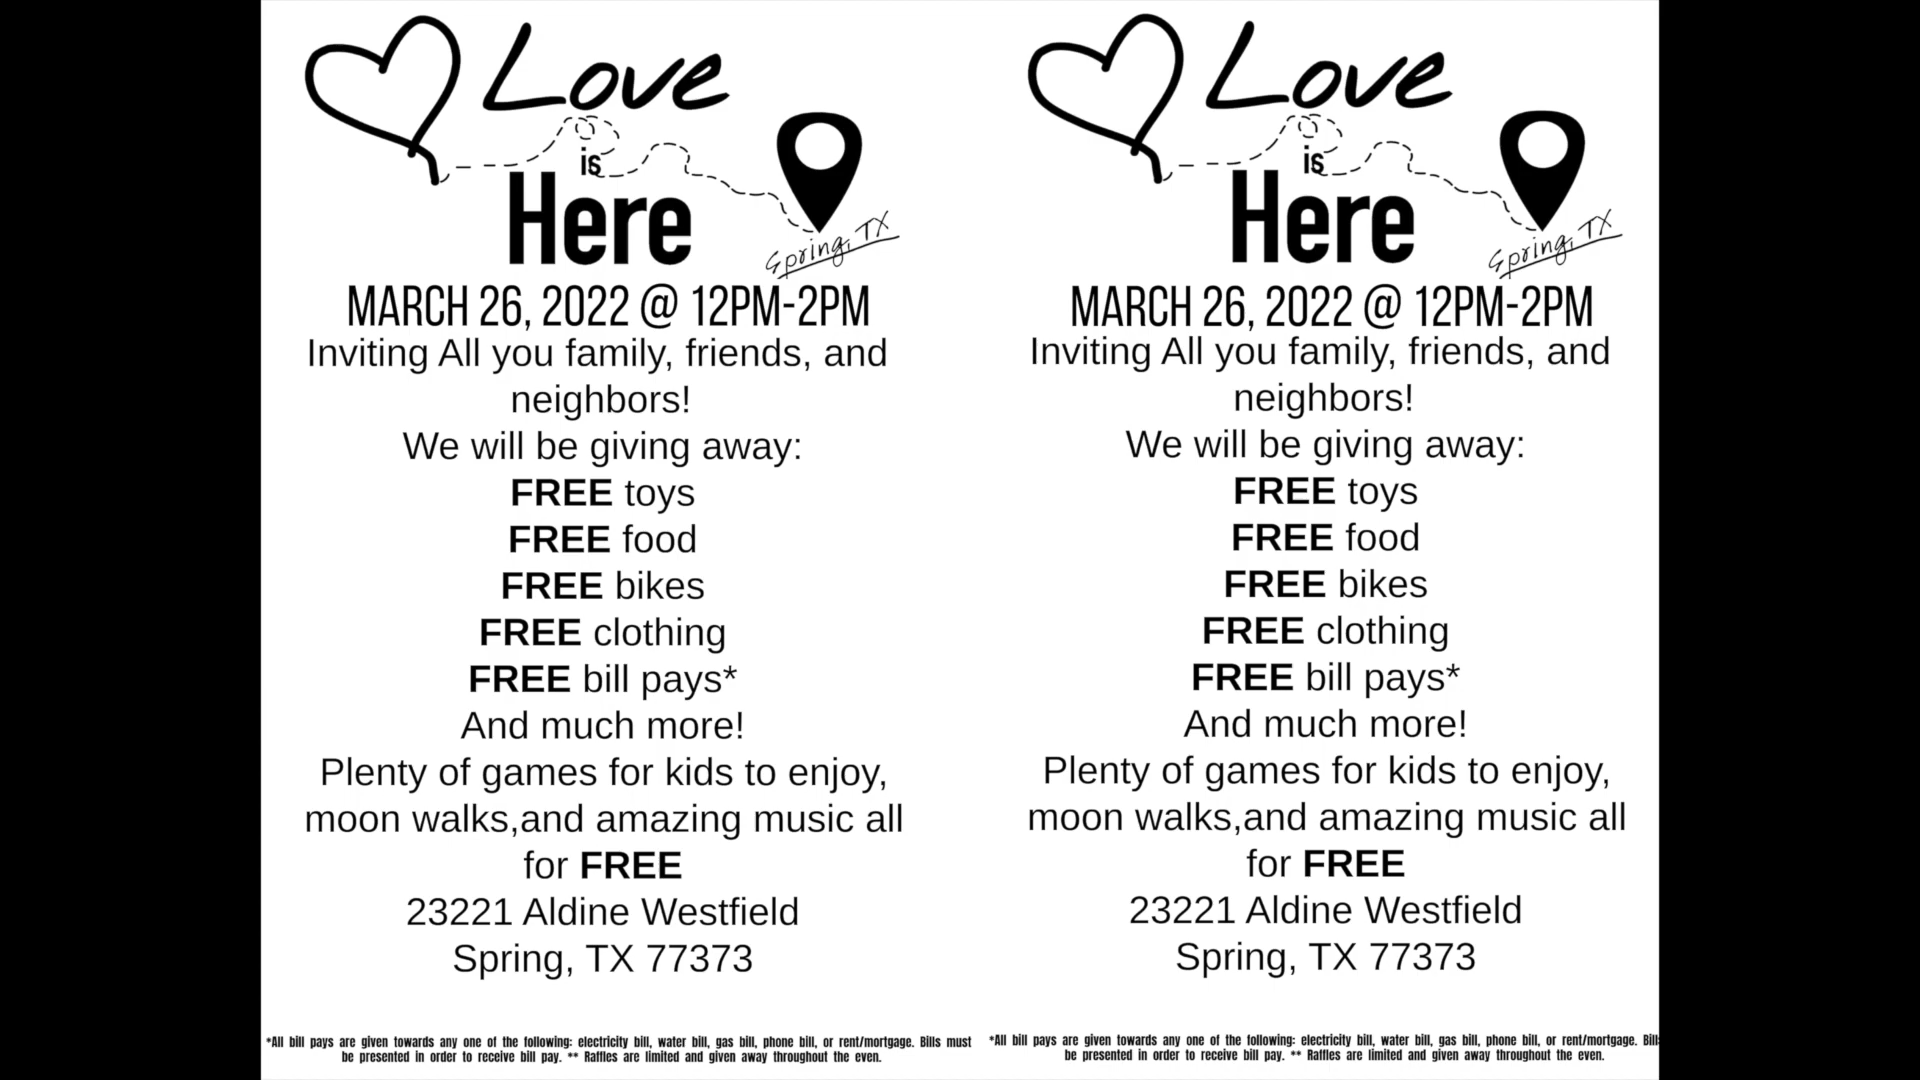 Love
is
Here
Spring, TX
MARCH 26, 2022 @ 12PM-2PM
Inviting All you family, friends, and
neighbors!
We will be giving away:
FREE toys
FREE food
FREE bikes
FREE clothing
FREE bill pays*
And much more!
Plenty of games for kids to enjoy,
moon walks,and amazing music all
for FREE
23221 Aldine Westfield
Spring, TX 77373
*All bill pays are given towards any one of the following: electricity bill, water bill, gas bill, phone bill, or rent/mortgage. Bills must
be presented in order to receive bill pay. ** Raffles are limited and given away throughout the even.
Love
is
Here
Spring, TX
MARCH 26, 2022 @ 12PM-2PM
Inviting All you family, friends, and
neighbors!
We will be giving away:
FREE toys
FREE food
FREE bikes
FREE clothing
FREE bill pays*
And much more!
Plenty of games for kids to enjoy,
moon walks,and amazing music all
for FREE
23221 Aldine Westfield
Spring, TX 77373
*All bill pays are given towards any one of the following: electricity bill, water bill, gas bill, phone bill, or rent/mortgage. Bill
be presented in order to receive bill pay. ** Raffles are limited and given away throughout the even.